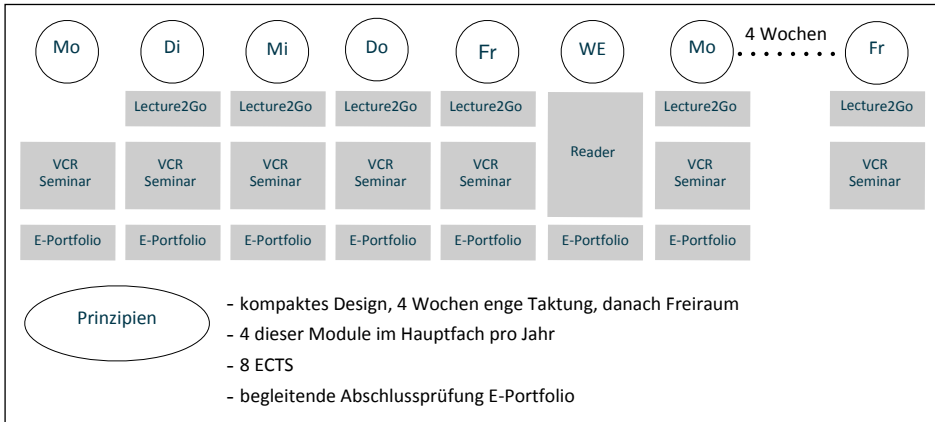 Mo Di Mi Do Fr WE Mo 4 Wochen Fr
Lecture2Go Lecture2Go Lecture2Go Lecture2Go Lecture2Go Lecture2Go
Reader
VCR VCR VCR VCR VCR VCR VCR
Seminar Seminar Seminar Seminar Seminar Seminar Seminar
E-Portfolio E-Portfolio E-Portfolio E-Portfolio E-Portfolio E-Portfolio E-Portfolio
Prinzipien
- kompaktes Design, 4 Wochen enge Taktung, danach Freiraum
- 4 dieser Module im Hauptfach pro Jahr
- 8 ECTS
- begleitende Abschlussprüfung E-Portfolio